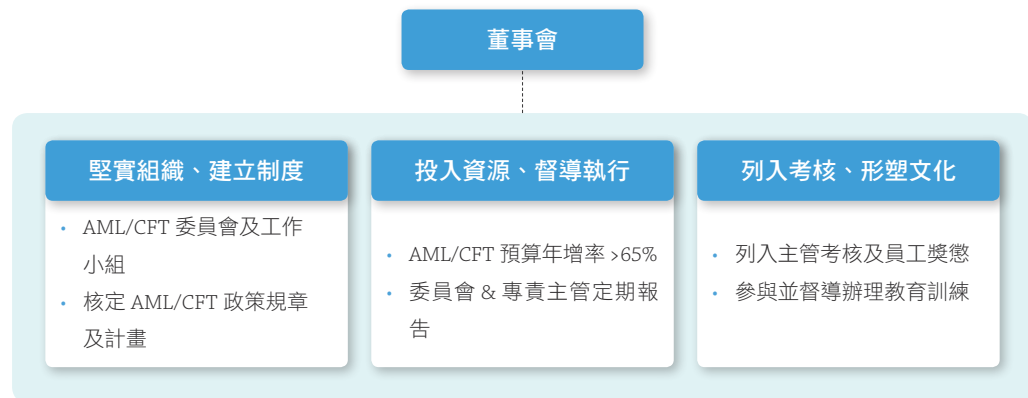 董事會
堅實組織、建立制度
• AML/CFT 委員會及工作
小組
• 核定 AML/CFT 政策規章
及計畫
投入資源、督導執行
• AML/CFT 預算年增率 >65%
• 委員會 & 專責主管定期報
告
列入考核、形塑文化
• 列入主管考核及員工獎懲
• 參與並督導辦理教育訓練